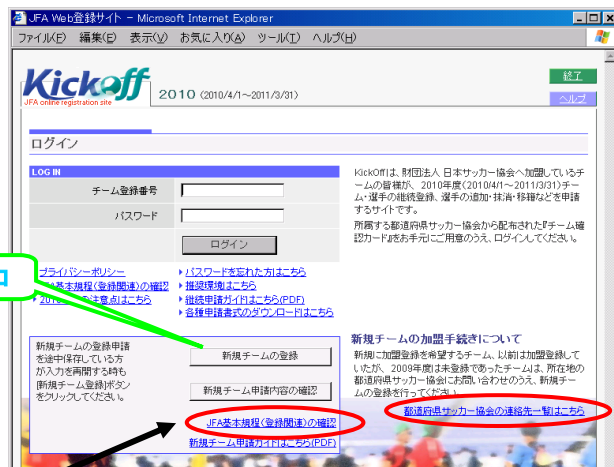 JFA Web登録サイト - Microsoft Internet Explorer
ファイル(F) 編集(E) 表示(V) お気に入り(A) ツール(T) ヘルプ(H)
Kickoff
JFA online registration site
2010 (2010/4/1～2011/3/31)
終了
ヘルプ
ログイン
LOG IN
チーム登録番号
パスワード
ログイン
KickOffは、財団法人 日本サッカー協会へ加盟しているチ
ームの皆様が、2010年度(2010/4/1～2011/3/31)チー
ム・選手の継続登録、選手の追加・抹消・移籍などを申請
するサイトです。
所属する都道府県サッカー協会から配布された『チーム確
認カード』をお手元にご用意のうえ、ログインしてください。
プライバシーポリシー
パスワードを忘れた方はこちら
基本規程(登録関連)の確認
推奨環境はこちら
注意点はこちら
継続申請ガイドはこちら(PDF)
各種申請書式のダウンロードはこちら
ロ
新規チームの登録申請
を途中保存している方
が入力を再開する時も
[新規チーム登録]ボタン
をクリックしてください。
新規チームの登録
新規チーム申請内容の確認
JFA基本規程(登録関連)の確認
新規チーム申請ガイドはこちら(PDF)
新規チームの加盟手続きについて
新規に加盟登録を希望するチーム、以前は加盟登録して
いたが、2009年度は未登録であったチームは、所在地の
都道府県サッカー協会にお問い合わせのうえ、新規チー
ムの登録を行ってください。
都道府県サッカー協会の連絡先一覧はこちら